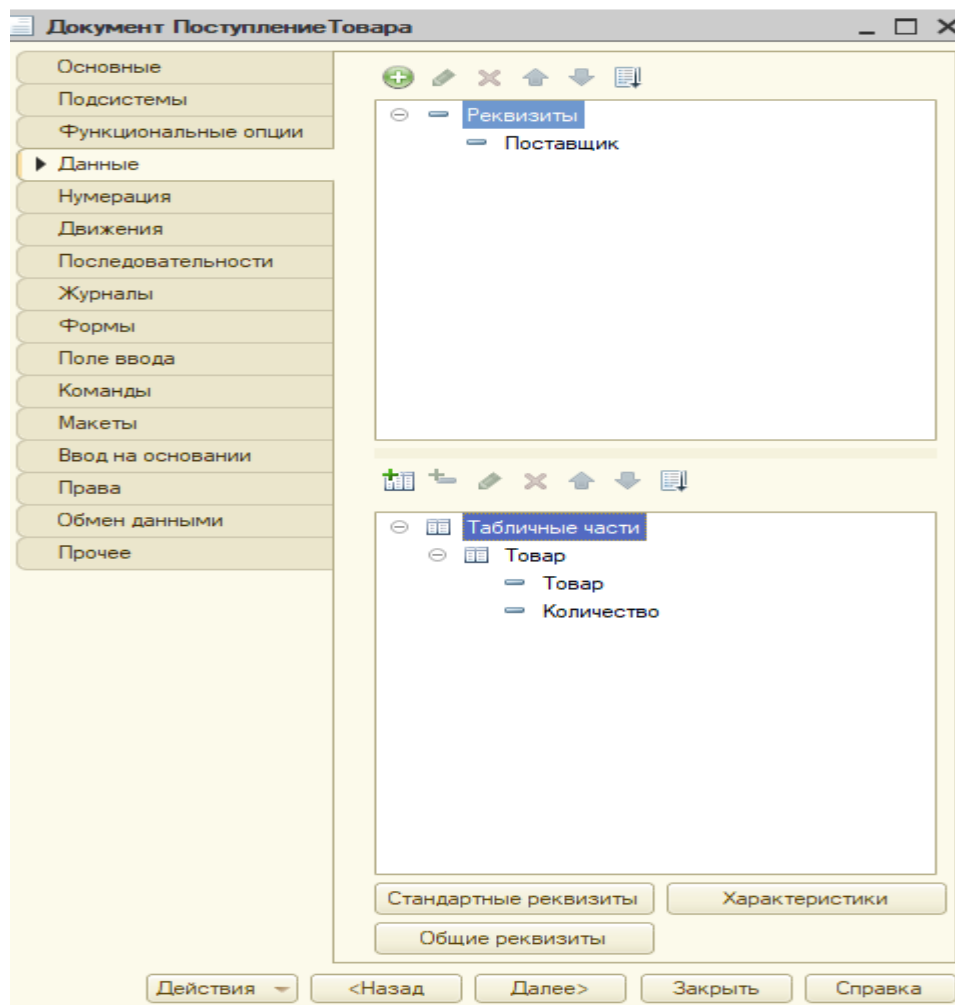 Документ ПоступлениеТовара
Основные
Подсистемы
Функциональные опции
Данные
Нумерация
Движения
Последовательности
Журналы
Формы
Поле ввода
Команды
Макеты
Ввод на основании
Права
Обмен данными
Прочее
Реквизиты
Поставщик
Табличные части
Товар
Товар
Количество
Стандартные реквизиты
Характеристики
Общие реквизиты
Действия
<Назад
Далее>
Закрыть
Справка